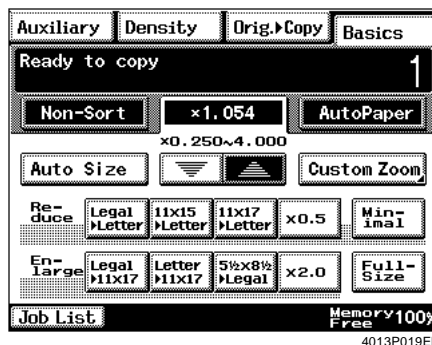 Auxiliary Density Orig.▸Copy Basics
Ready to copy 1
Non-Sort ×1.054 AutoPaper
×0.250~4.000
Auto Size Custom Zoom
Re- Legal 11x15 11x17 ×0.5 Min-
duce ▸Letter ▸Letter ▸Letter imal
En- Legal Letter 5½x8½ ×2.0 Full-
large ▸11x17 ▸11x17 ▸Legal Size
Job List Memory 100%
Free